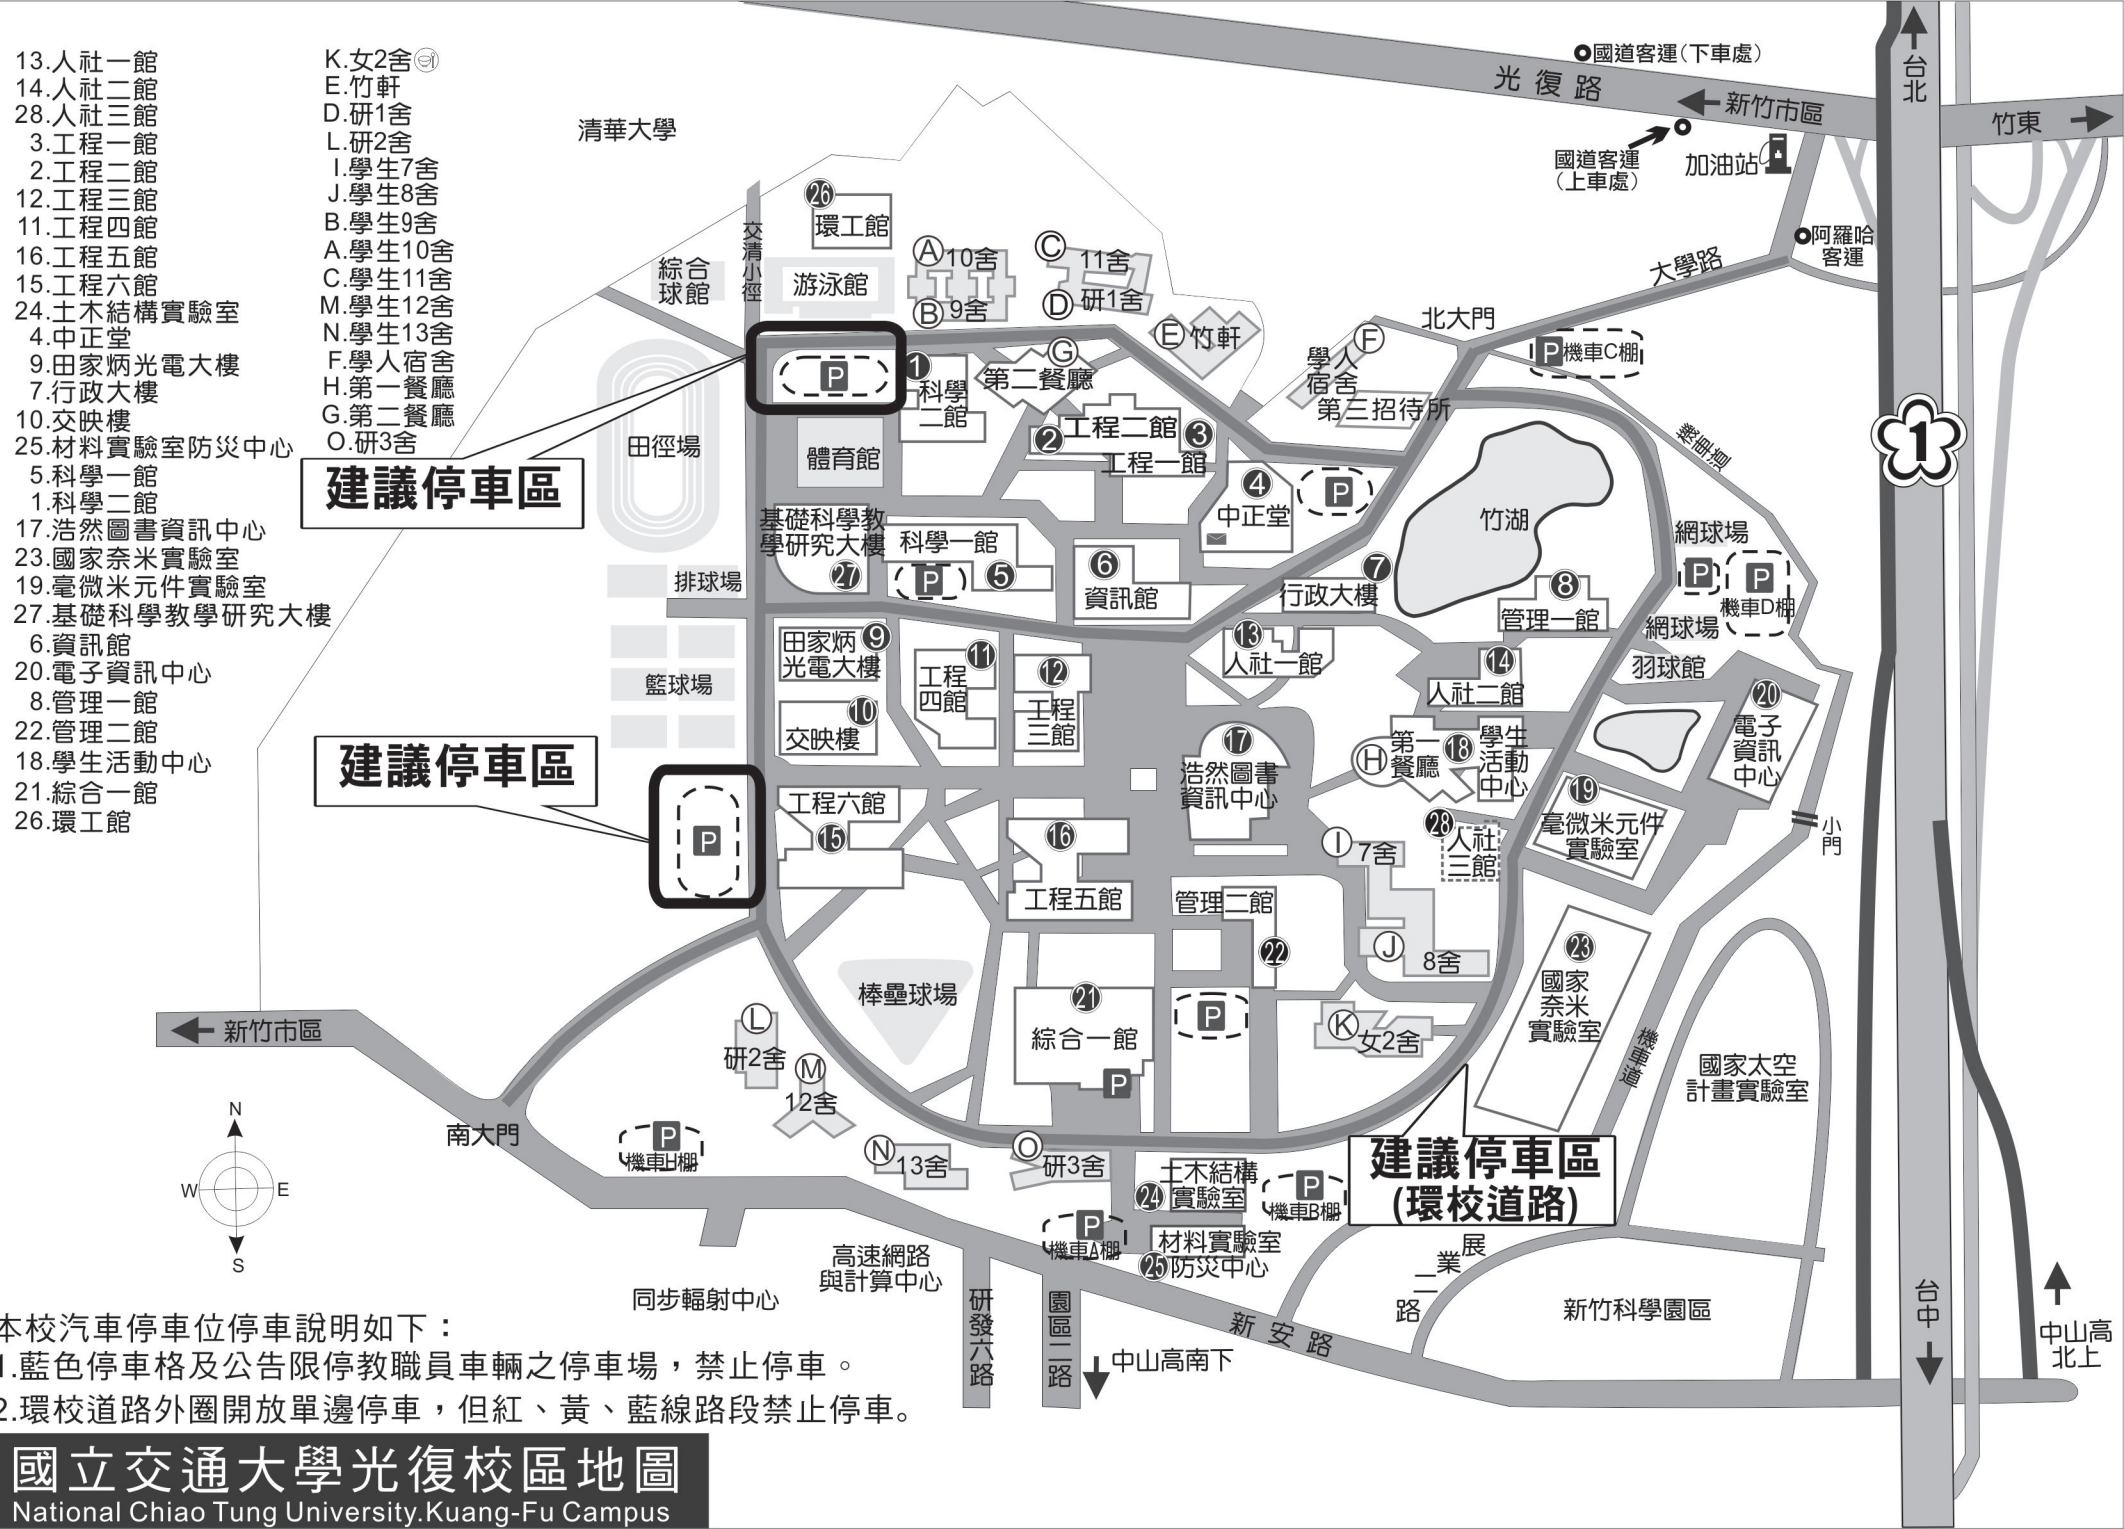 13.人社一館
14.人社二館
28.人社三館
3.工程一館
2.工程二館
12.工程三館
11.工程四館
16.工程五館
15.工程六館
24.土木結構實驗室
4.中正堂
9.田家炳光電大樓
7.行政大樓
10.交映樓
25.材料實驗室防災中心
5.科學一館
1.科學二館
17.浩然圖書資訊中心
23.國家奈米實驗室
19.毫微米元件實驗室
27.基礎科學教學研究大樓
6.資訊館
20.電子資訊中心
8.管理一館
22.管理二館
18.學生活動中心
21.綜合一館
26.環工館
K.女2舍
E.竹軒
D.研1舍
L.研2舍
I.學生7舍
J.學生8舍
B.學生9舍
A.學生10舍
C.學生11舍
M.學生12舍
N.學生13舍
F.學人宿舍
H.第一餐廳
G.第二餐廳
O.研3舍
清華大學
光復路
國道客運(下車處)
新竹市區
台北
竹東
國道客運
(上車處)
加油站
阿羅哈
客運
大學路
北大門
P 機車C棚
機車道
1
26
環工館
交清小徑
綜合
球館
游泳館
A 10舍
B 9舍
C 11舍
D 研1舍
E 竹軒
F
學人
宿舍
第三招待所
P
1
科學
二館
G
第二餐廳
2 工程二館
3
工程一館
田徑場
體育館
建議停車區
4
中正堂
P
竹湖
基礎科學教
學研究大樓
27
科學一館
P
5
6
資訊館
7
行政大樓
8
管理一館
網球場
P
P
機車D棚
網球場
羽球館
排球場
籃球場
田家炳
光電大樓
9
10
交映樓
11
工程
四館
12
工程
三館
13
人社一館
14
人社二館
20
電子
資訊
中心
建議停車區
P
工程六館
15
16
工程五館
17
浩然圖書
資訊中心
H
第一
餐廳
18
學生
活動
中心
19
毫微米元件
實驗室
小門
28
人社
三館
I 7舍
J
8舍
管理二館
22
23
國家
奈米
實驗室
棒壘球場
21
綜合一館
P
P
K
女2舍
機車道
國家太空
計畫實驗室
新竹市區
L
研2舍
M
12舍
N 13舍
O
研3舍
南大門
P
機車H棚
N
W
E
S
24
土木結構
實驗室
P
機車B棚
建議停車區
(環校道路)
P
機車A棚
材料實驗室
25 防災中心
高速網路
與計算中心
同步輻射中心
研發六路
園區二路
中山高南下
新安路
展業二路
新竹科學園區
台中
中山高
北上
本校汽車停車位停車說明如下：
1.藍色停車格及公告限停教職員車輛之停車場，禁止停車。
2.環校道路外圈開放單邊停車，但紅、黃、藍線路段禁止停車。
國立交通大學光復校區地圖
National Chiao Tung University.Kuang-Fu Campus